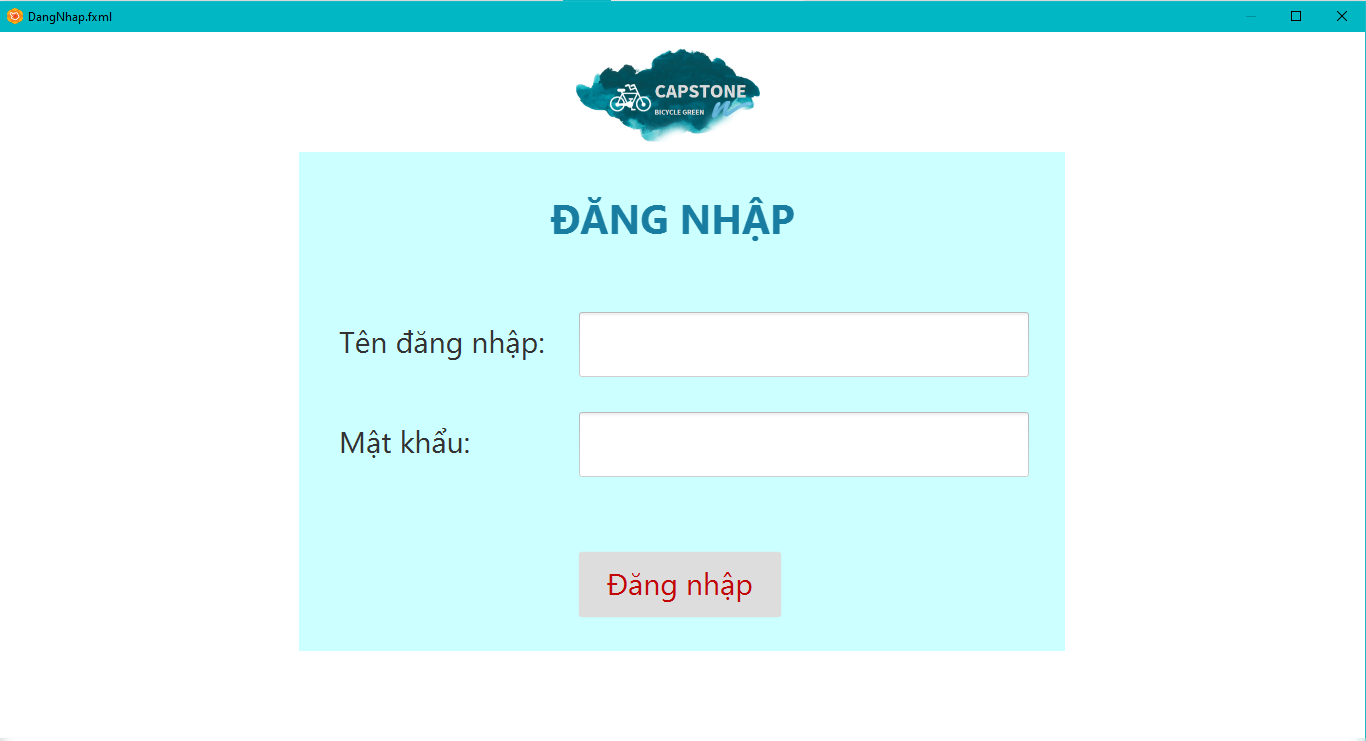 DangNhap.fxml
CAPSTONE
BICYCLE GREEN
ĐĂNG NHẬP
Tên đăng nhập:
Mật khẩu:
Đăng nhập